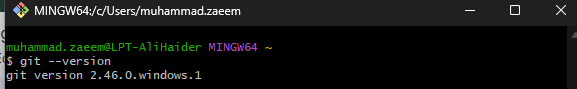 MINGW64:/c/Users/muhammad.zaeem
muhammad.zaeem@LPT-AliHaider MINGW64 ~
$ git --version
git version 2.46.0.windows.1